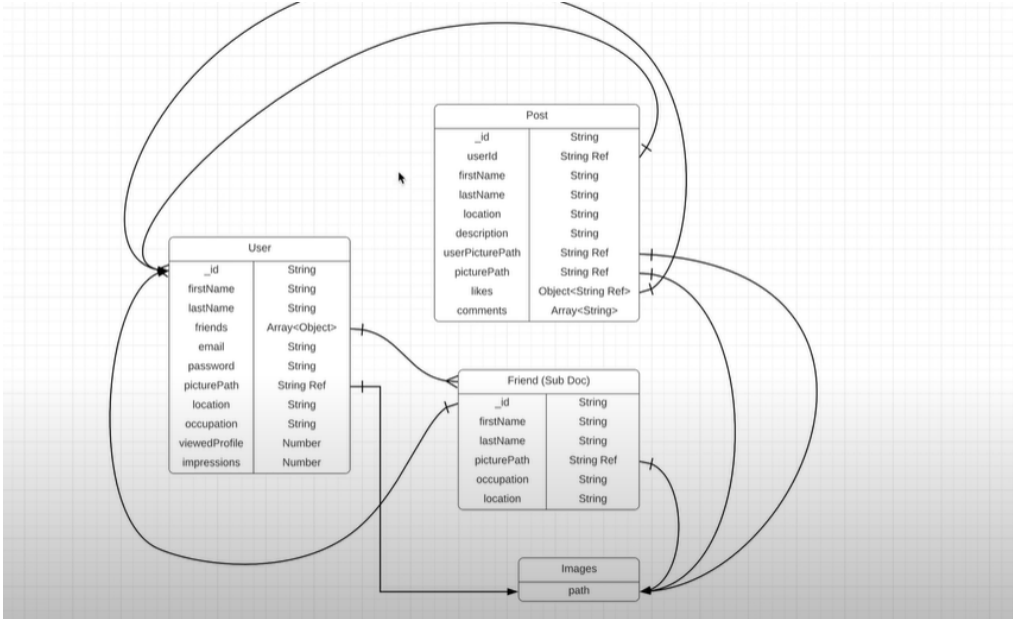 Post
_id String
userId String Ref
firstName String
lastName String
location String
description String
userPicturePath String Ref
picturePath String Ref
likes Object<String Ref>
comments Array<String>
User
_id String
firstName String
lastName String
friends Array<Object>
email String
password String
picturePath String Ref
location String
occupation String
viewedProfile Number
impressions Number
Friend (Sub Doc)
_id String
firstName String
lastName String
picturePath String Ref
occupation String
location String
Images
path